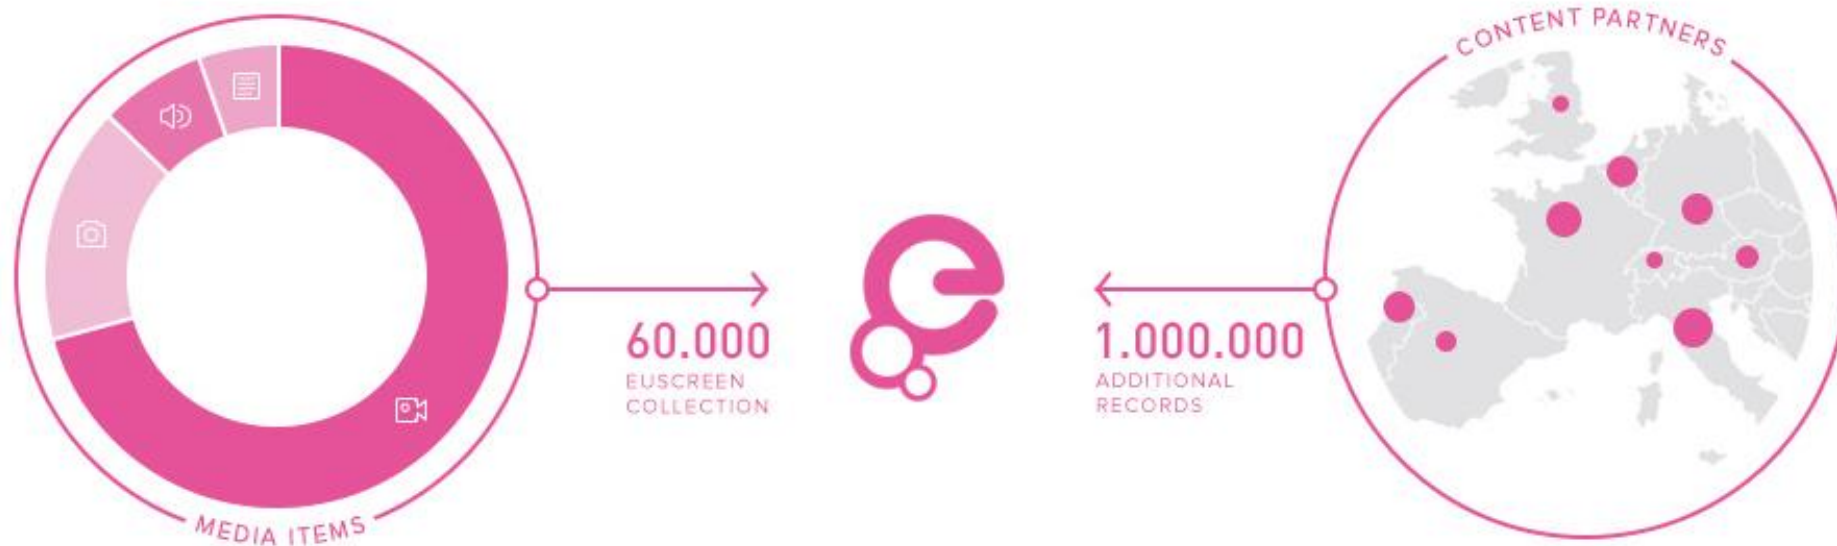 MEDIA ITEMS
60.000
EUSCREEN
COLLECTION
1.000.000
ADDITIONAL
RECORDS
CONTENT PARTNERS